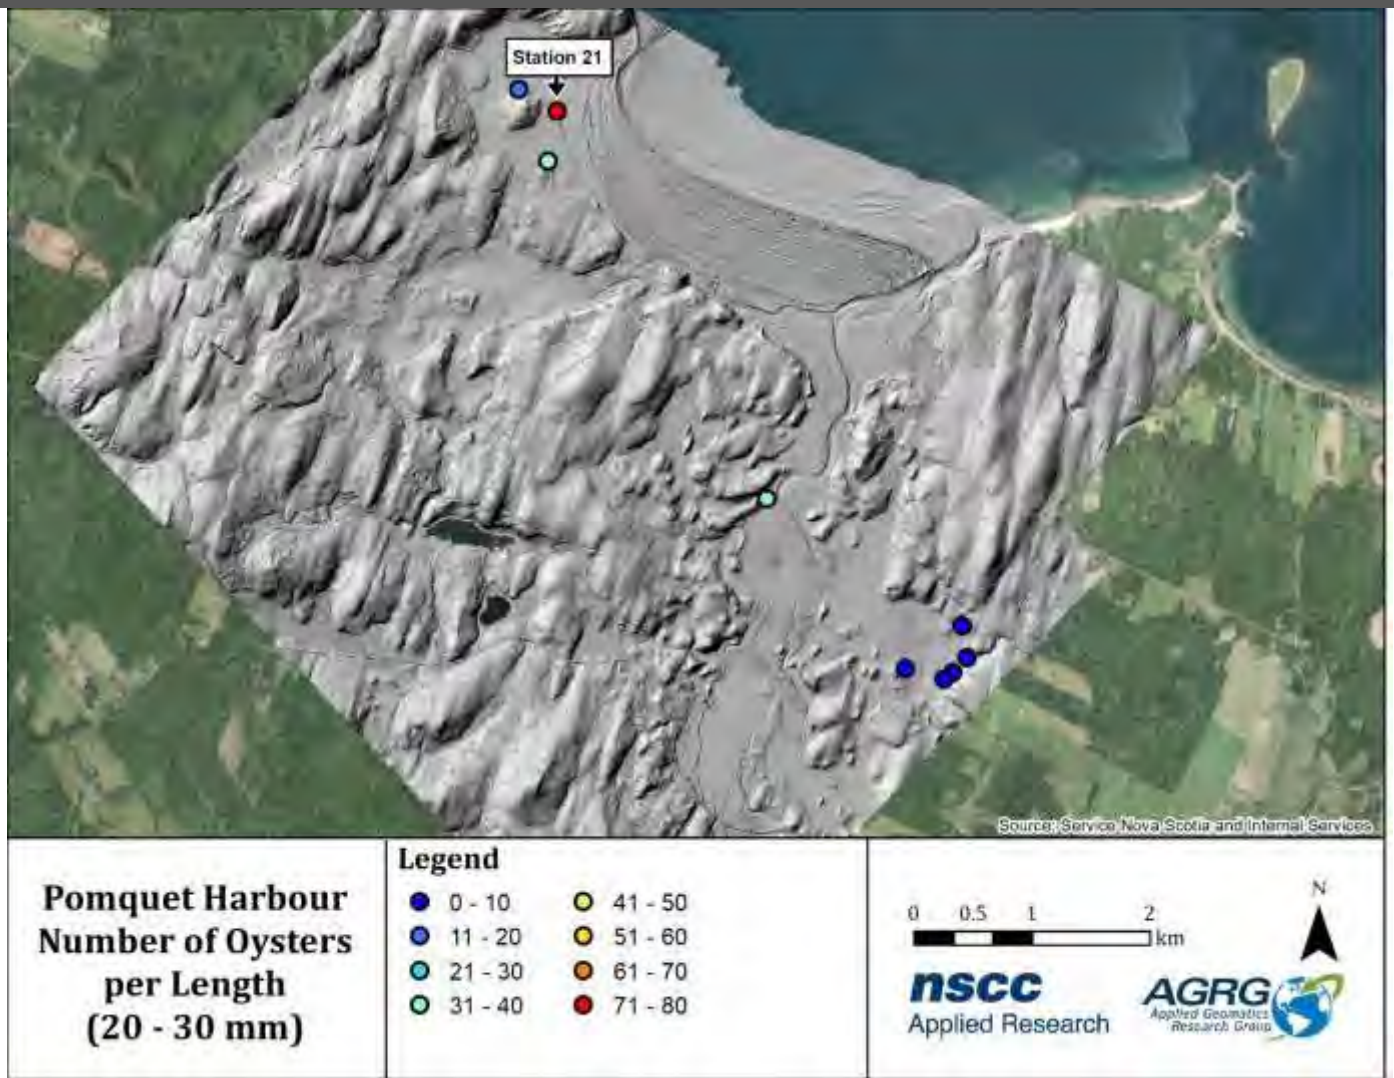 Station 21
Source: Service Nova Scotia and Internal Services
Pomquet Harbour
Number of Oysters
per Length
(20 - 30 mm)
Legend
0 - 10
11 - 20
21 - 30
31 - 40
41 - 50
51 - 60
61 - 70
71 - 80
0 0.5 1 2
km
N
nscc
Applied Research
AGRG
Applied Geomatics
Research Group